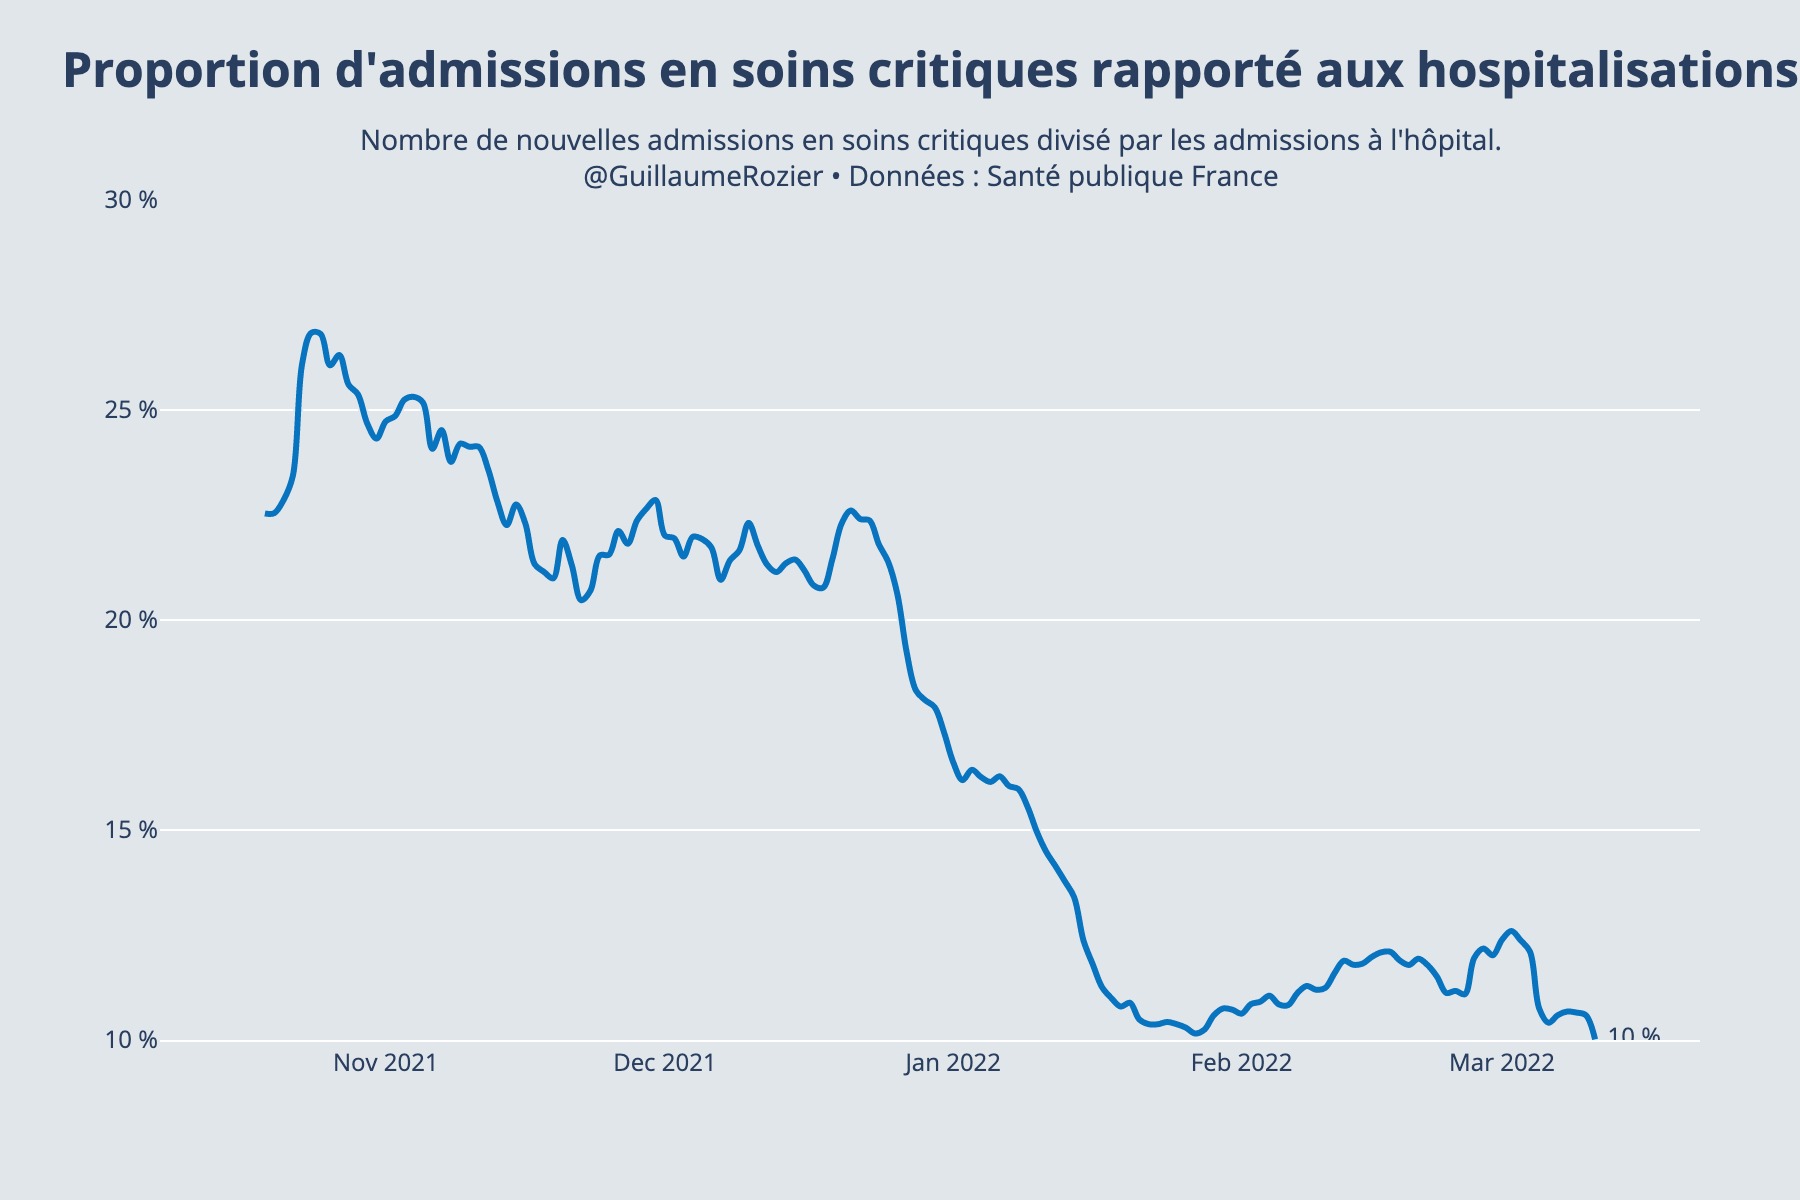 Proportion d'admissions en soins critiques rapporté aux hospitalisations
Nombre de nouvelles admissions en soins critiques divisé par les admissions à l'hôpital.
@GuillaumeRozier • Données : Santé publique France
30 %
25 %
20 %
15 %
10 %
10 %
Nov 2021
Dec 2021
Jan 2022
Feb 2022
Mar 2022